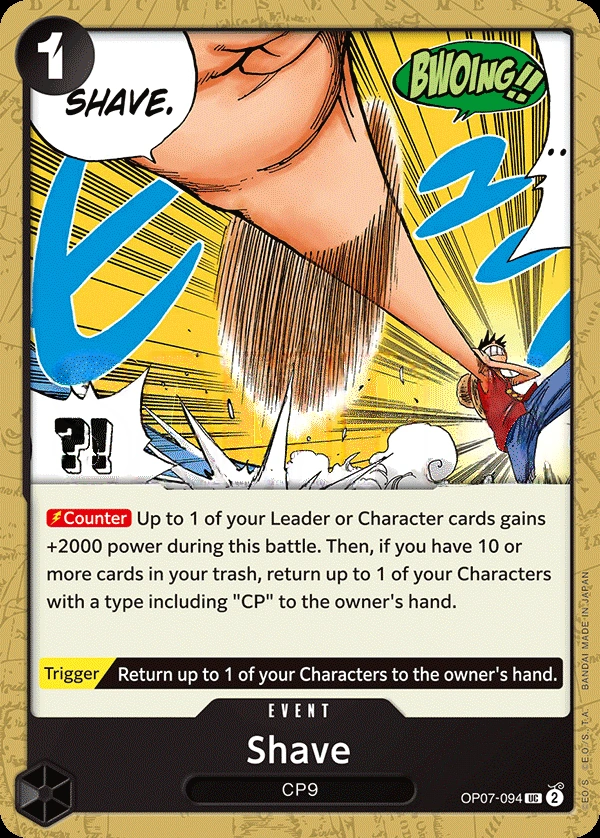 1
SHAVE.
BWOING!!
..
?!
Counter Up to 1 of your Leader or Character cards gains
+2000 power during this battle. Then, if you have 10 or
more cards in your trash, return up to 1 of your Characters
with a type including "CP" to the owner's hand.
Trigger Return up to 1 of your Characters to the owner's hand.
EVENT
Shave
CP9
OP07-094 UC 2
BANDAI MADE IN JAPAN